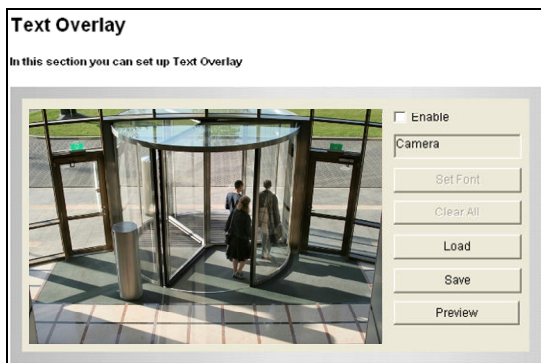 Text Overlay
In this section you can set up Text Overlay
Enable
Camera
Set Font
Clear All
Load
Save
Preview